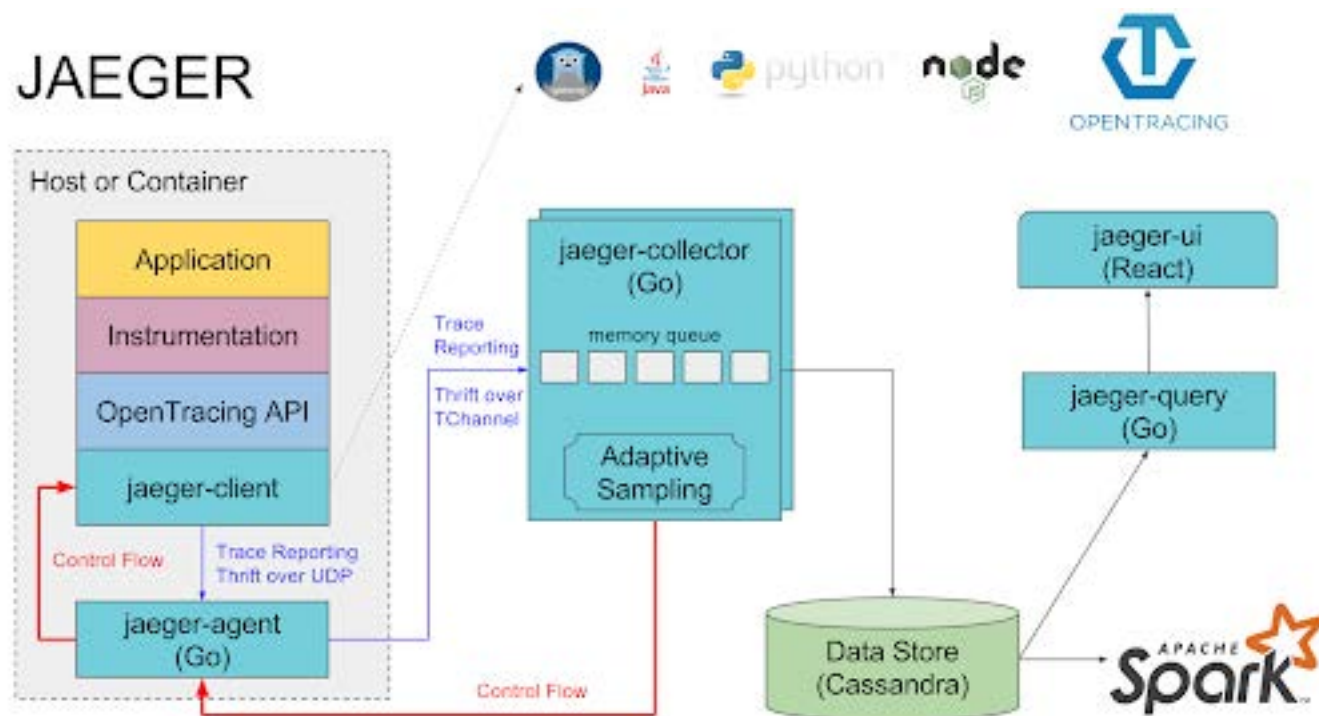 JAEGER
java
python
node
JS
OPENTRACING
Host or Container
Application
Instrumentation
OpenTracing API
jaeger-client
Control Flow
Trace Reporting
Thrift over UDP
jaeger-agent
(Go)
Trace
Reporting
Thrift over
TChannel
jaeger-collector
(Go)
memory queue
Adaptive
Sampling
Control Flow
Data Store
(Cassandra)
jaeger-ui
(React)
jaeger-query
(Go)
APACHE
Spark